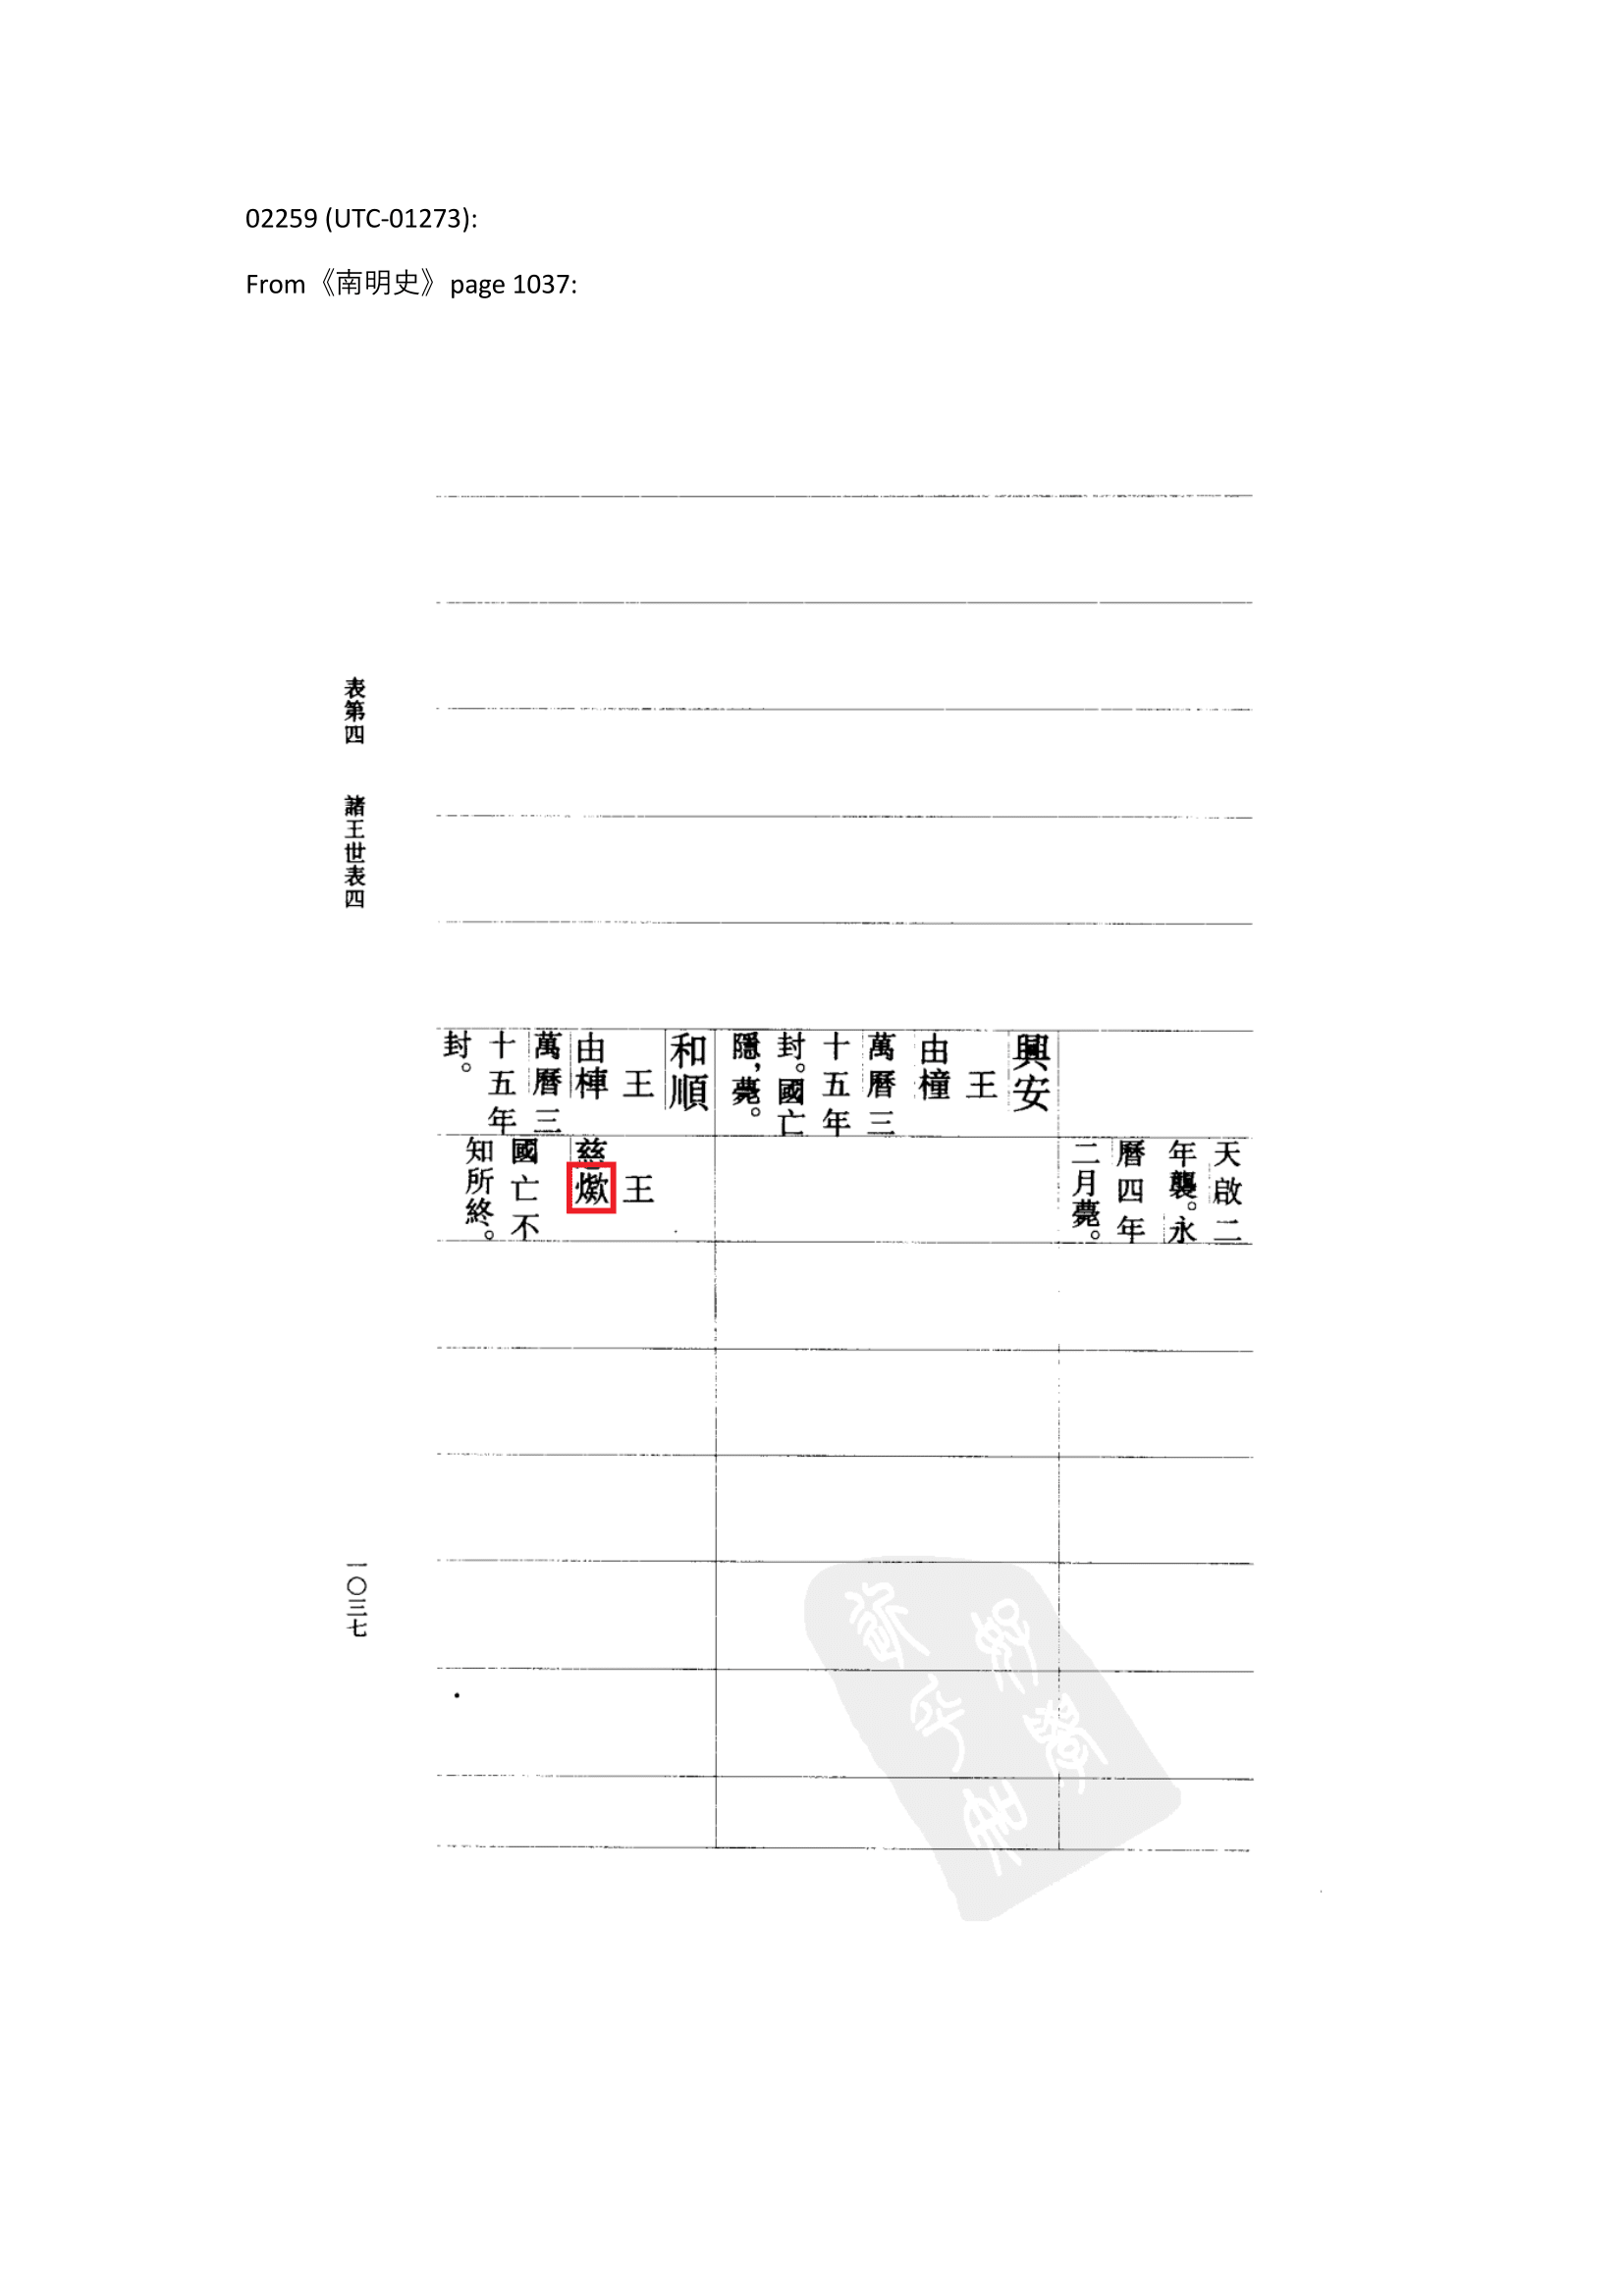 02259 (UTC-01273):
From《南明史》page 1037:
興安
王
由橦
萬曆三
十五年
封。國亡
隱,薨。
和順
王
由
萬曆三
十五年
封。
天啟二
年襲。永
曆四年
二月薨。
王
慈
國亡不
知所終。
表第四 諸王世表四
一〇三七